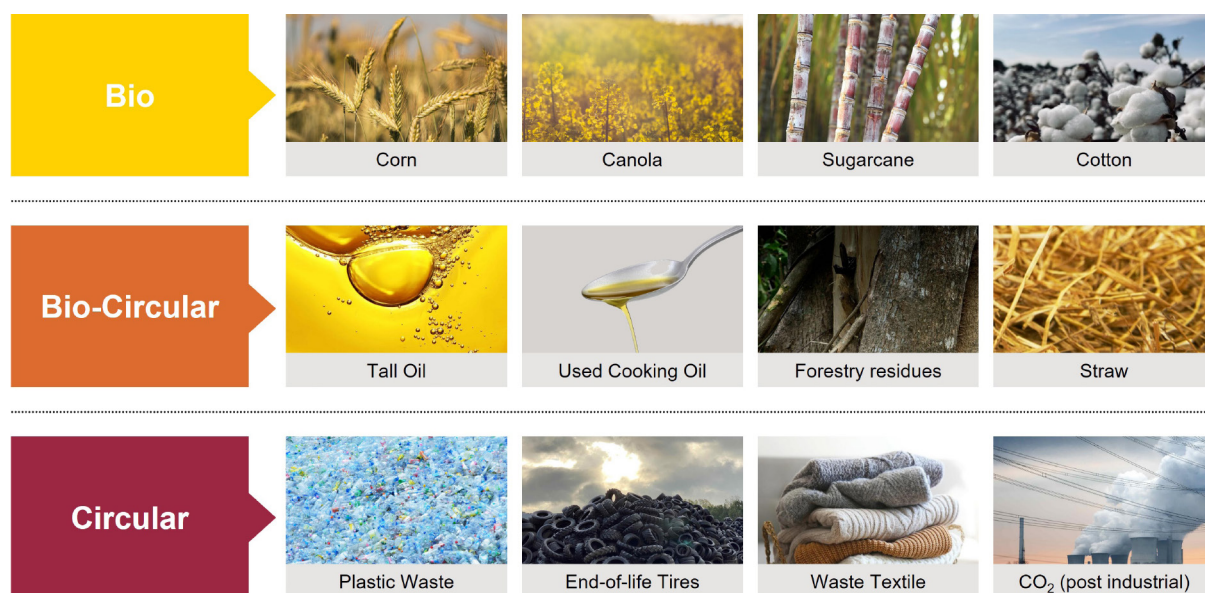 Bio
Corn
Canola
Sugarcane
Cotton
Bio-Circular
Tall Oil
Used Cooking Oil
Forestry residues
Straw
Circular
Plastic Waste
End-of-life Tires
Waste Textile
CO₂ (post industrial)